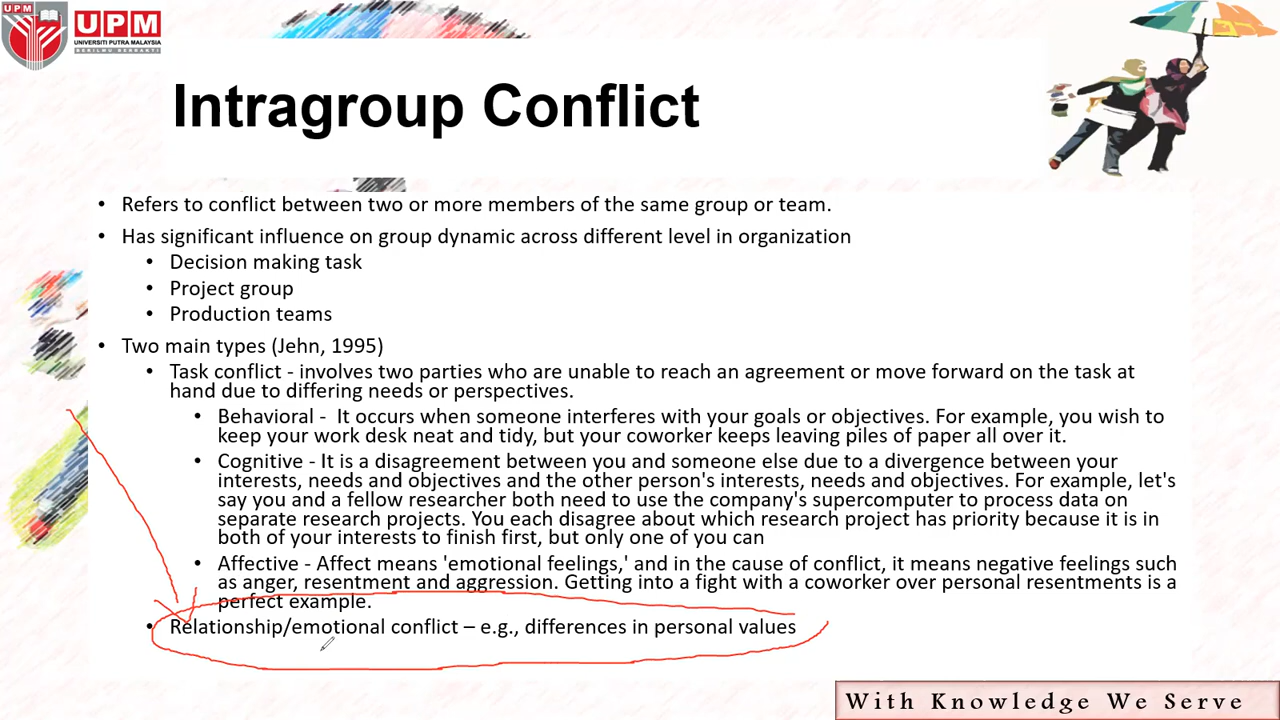 UPM
UPM
UNIVERSITI PUTRA MALAYSIA
BERILMU BERBAKTI
Intragroup Conflict
• Refers to conflict between two or more members of the same group or team.
• Has significant influence on group dynamic across different level in organization
• Decision making task
• Project group
• Production teams
• Two main types (Jehn, 1995)
• Task conflict - involves two parties who are unable to reach an agreement or move forward on the task at
hand due to differing needs or perspectives.
• Behavioral - It occurs when someone interferes with your goals or objectives. For example, you wish to
keep your work desk neat and tidy, but your coworker keeps leaving piles of paper all over it.
• Cognitive - It is a disagreement between you and someone else due to a divergence between your
interests, needs and objectives and the other person's interests, needs and objectives. For example, let's
say you and a fellow researcher both need to use the company's supercomputer to process data on
separate research projects. You each disagree about which research project has priority because it is in
both of your interests to finish first, but only one of you can
• Affective - Affect means 'emotional feelings,' and in the cause of conflict, it means negative feelings such
as anger, resentment and aggression. Getting into a fight with a coworker over personal resentments is a
perfect example.
• Relationship/emotional conflict – e.g., differences in personal values
With Knowledge We Serve